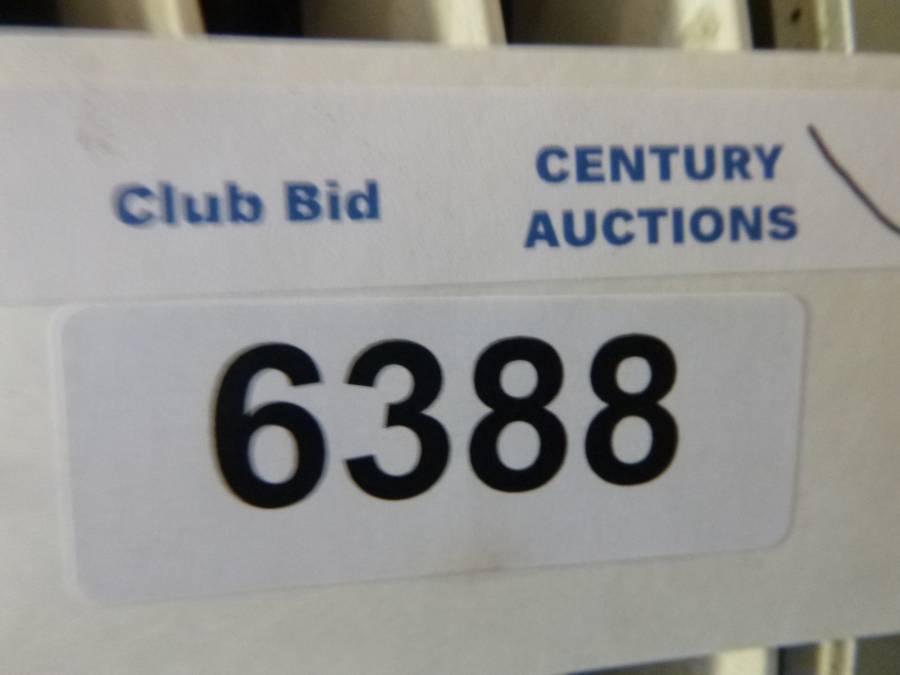 Club Bid
CENTURY
AUCTIONS
6388